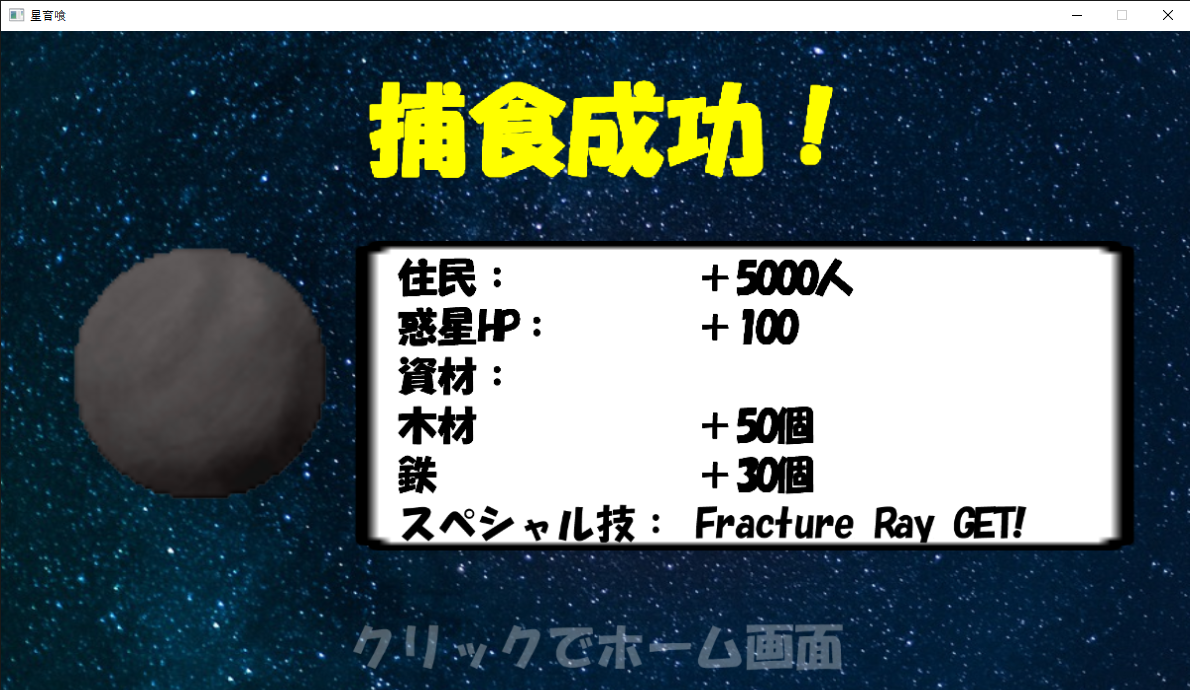 星育喰
捕食成功！
住民： ＋5000人
惑星HP： ＋100
資材：
木材 ＋50個
鉄 ＋30個
スペシャル技： Fracture Ray GET!
クリックでホーム画面